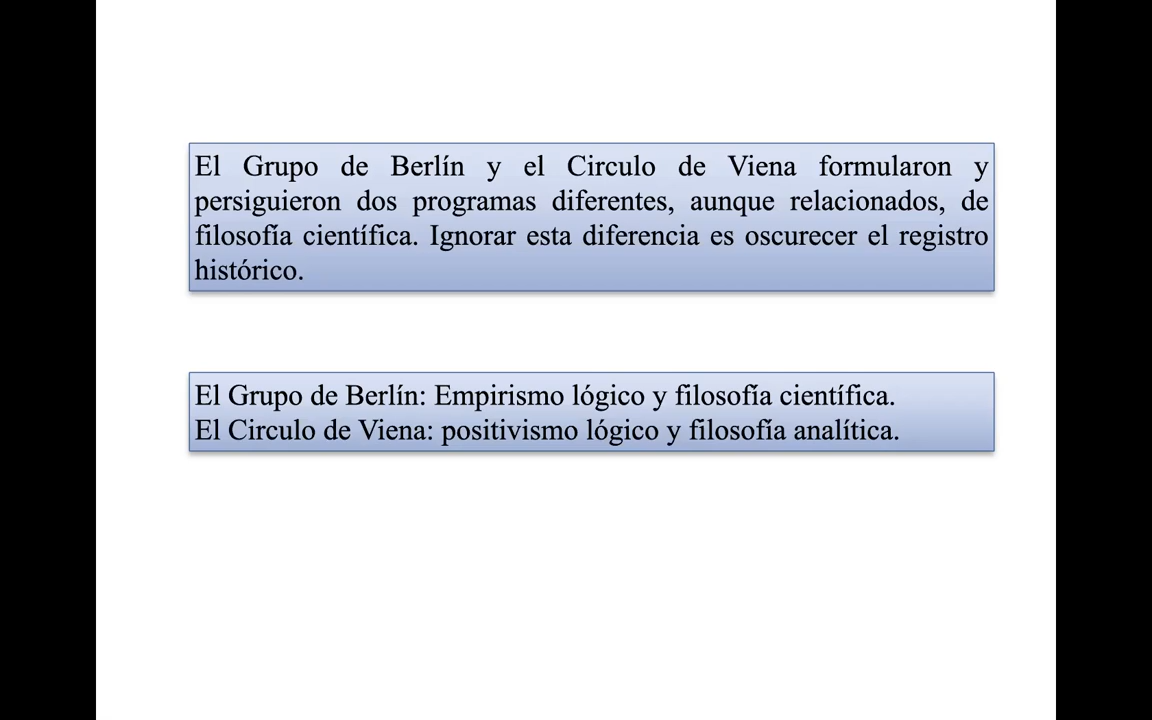 El Grupo de Berlín y el Circulo de Viena formularon y
persiguieron dos programas diferentes, aunque relacionados, de
filosofía científica. Ignorar esta diferencia es oscurecer el registro
histórico.
El Grupo de Berlín: Empirismo lógico y filosofía científica.
El Circulo de Viena: positivismo lógico y filosofía analítica.